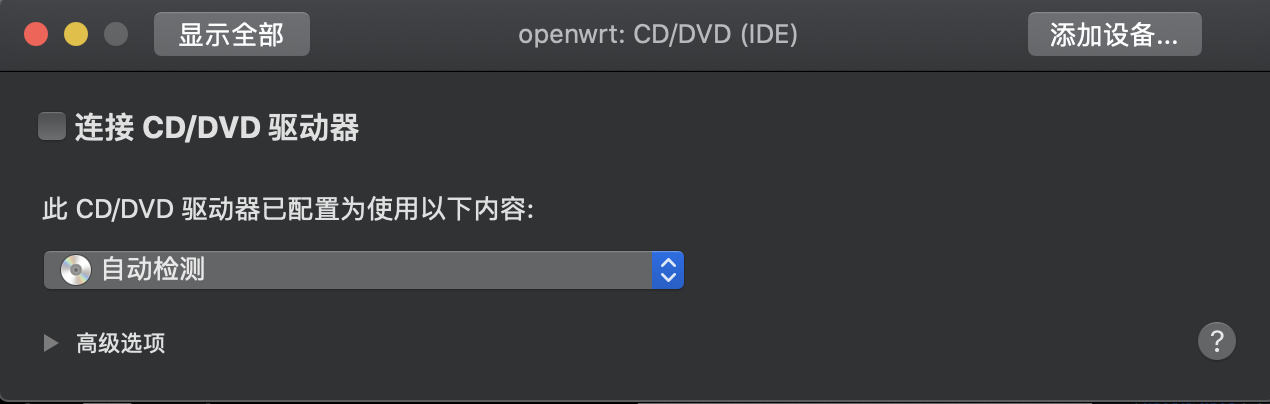 显示全部 openwrt: CD/DVD (IDE) 添加设备...
连接 CD/DVD 驱动器
此 CD/DVD 驱动器已配置为使用以下内容:
自动检测
高级选项 ?